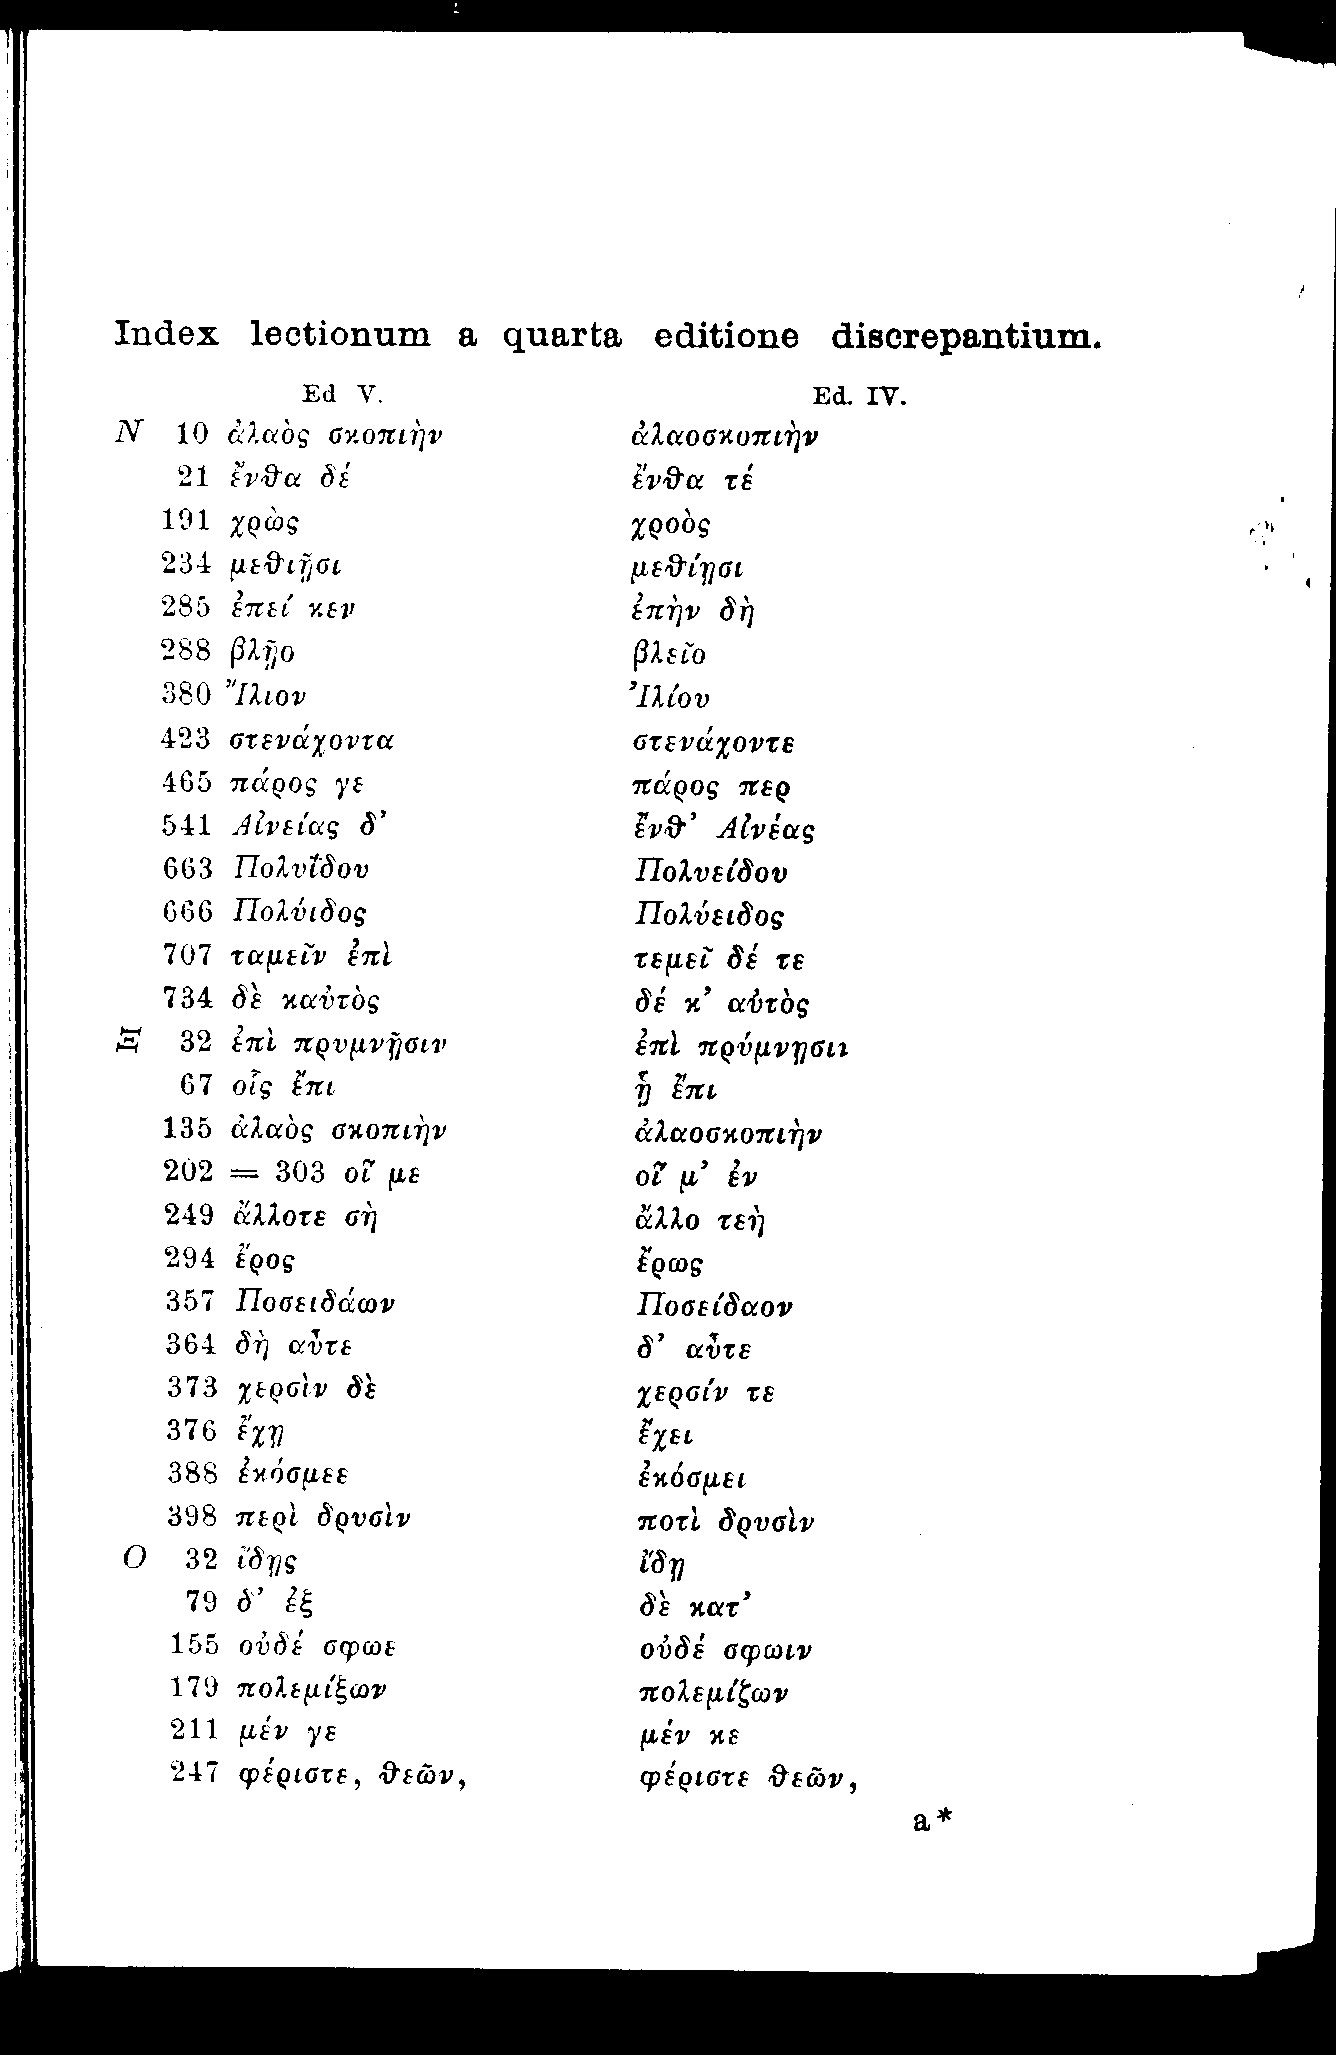 Index lectionum a quarta editione discrepantium.
Ed V. Ed. IV.
N 10 ἀλαὸς σκοπιὴν ἀλαοσκοπιὴν
21 ἔνθα δέ ἔνθα τέ
191 χρὼς χροὸς
234 μεθιῇσι μεθίῃσι
285 ἐπεί κεν ἐπὴν δὴ
288 βλῇο βλεῖο
380 Ἴλιον Ἰλίου
423 στενάχοντα στενάχοντε
465 πάρος γε πάρος περ
541 Αἰνείας δ’ ἔνθ’ Αἰνέας
663 Πολυΐδου Πολυείδου
666 Πολύιδος Πολύειδος
707 ταμεῖν ἐπὶ τεμεῖ δέ τε
734 δὲ καὐτὸς δέ κ’ αὐτὸς
Ξ 32 ἐπὶ πρυμνῇσιν ἐπὶ πρύμνῃσιν
67 οἷς ἔπι ᾗ ἔπι
135 ἀλαὸς σκοπιὴν ἀλαοσκοπιὴν
202 = 303 οἵ με οἵ μ’ ἐν
249 ἄλλοτε σὴ ἄλλο τεὴ
294 ἔρος ἔρως
357 Ποσειδάων Ποσείδαον
364 δὴ αὖτε δ’ αὖτε
373 χερσὶν δὲ χερσίν τε
376 ἔχῃ ἔχει
388 ἐκόσμεε ἐκόσμει
398 περὶ δρυσὶν ποτὶ δρυσὶν
Ο 32 ἴδῃς ἴδῃ
79 δ’ ἐξ δὲ κατ’
155 οὐδέ σφωε οὐδέ σφωιν
179 πολεμίξων πολεμίζων
211 μέν γε μέν κε
247 φέριστε, θεῶν, φέριστε θεῶν,
a*